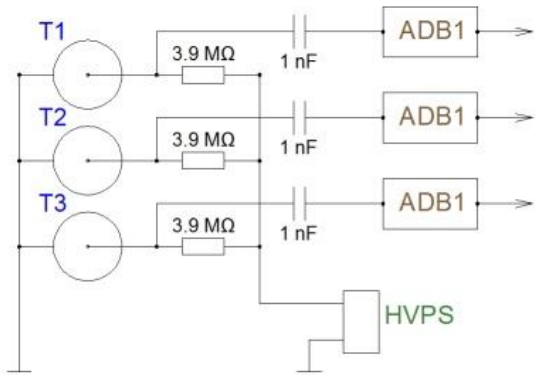 T1
3.9 MΩ
1 nF
ADB1
T2
3.9 MΩ
1 nF
ADB1
T3
3.9 MΩ
1 nF
ADB1
HVPS